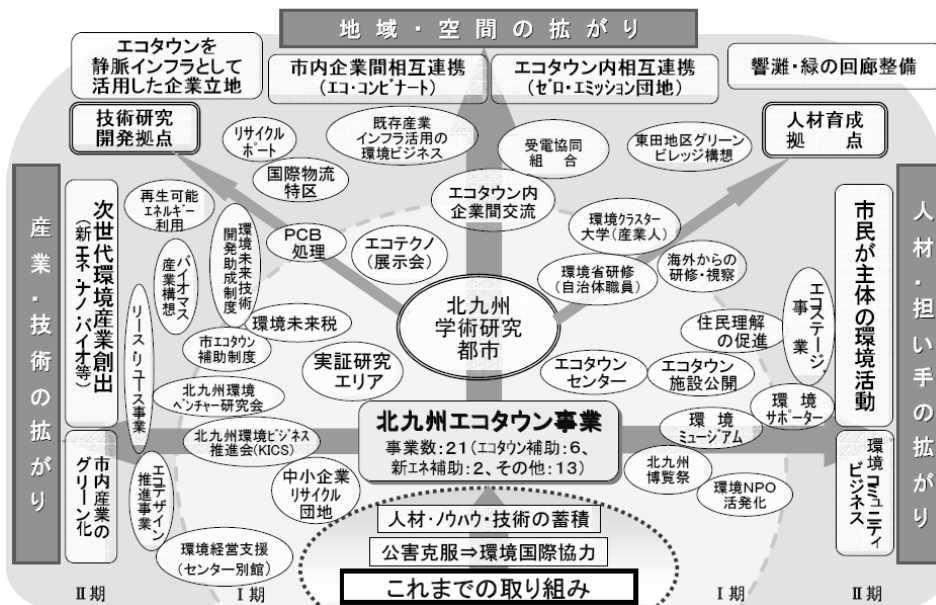 地域・空間の拡がり
エコタウンを
静脈インフラとして
活用した企業立地
市内企業間相互連携
(エコ・コンビナート)
エコタウン内相互連携
(ゼロ・エミッション団地)
響灘・緑の回廊整備
技術研究
開発拠点
リサイクル
ポート
既存産業
インフラ活用の
環境ビジネス
受電協同
組合
東田地区グリーン
ビレッジ構想
人材育成
拠点
国際物流
特区
産業・技術の拡がり
次世代環境産業創出
(新エネ・ナノ・バイオ等)
再生可能
エネルギー
利用
環境未来技術
開発助成制度
PCB
処理
エコテクノ
(展示会)
エコタウン内
企業間交流
環境クラスター
大学(産業人)
環境省研修
(自治体職員)
海外からの
研修・視察
市民が主体の環境活動
人材・担い手の拡がり
バイオマス
産業構想
リース・リユース事業
環境未来税
市エコタウン
補助制度
北九州
学術研究
都市
住民理解
の促進
エコステージ
事業
実証研究
エリア
エコタウン
センター
エコタウン
施設公開
北九州環境
ベンチャー研究会
環境
サポーター
北九州エコタウン事業
事業数:21(エコタウン補助:6、
新エネ補助:2、その他:13)
環境
ミュージアム
北九州環境ビジネス
推進会(KICS)
市内産業の
グリーン化
エコデザイン
推進事業
中小企業
リサイクル
団地
北九州
博覧祭
環境NPO
活発化
環境コミュニティ
ビジネス
人材・ノウハウ・技術の蓄積
環境経営支援
(センター別館)
公害克服⇒環境国際協力
これまでの取り組み
Ⅱ期
Ⅰ期
Ⅰ期
Ⅱ期